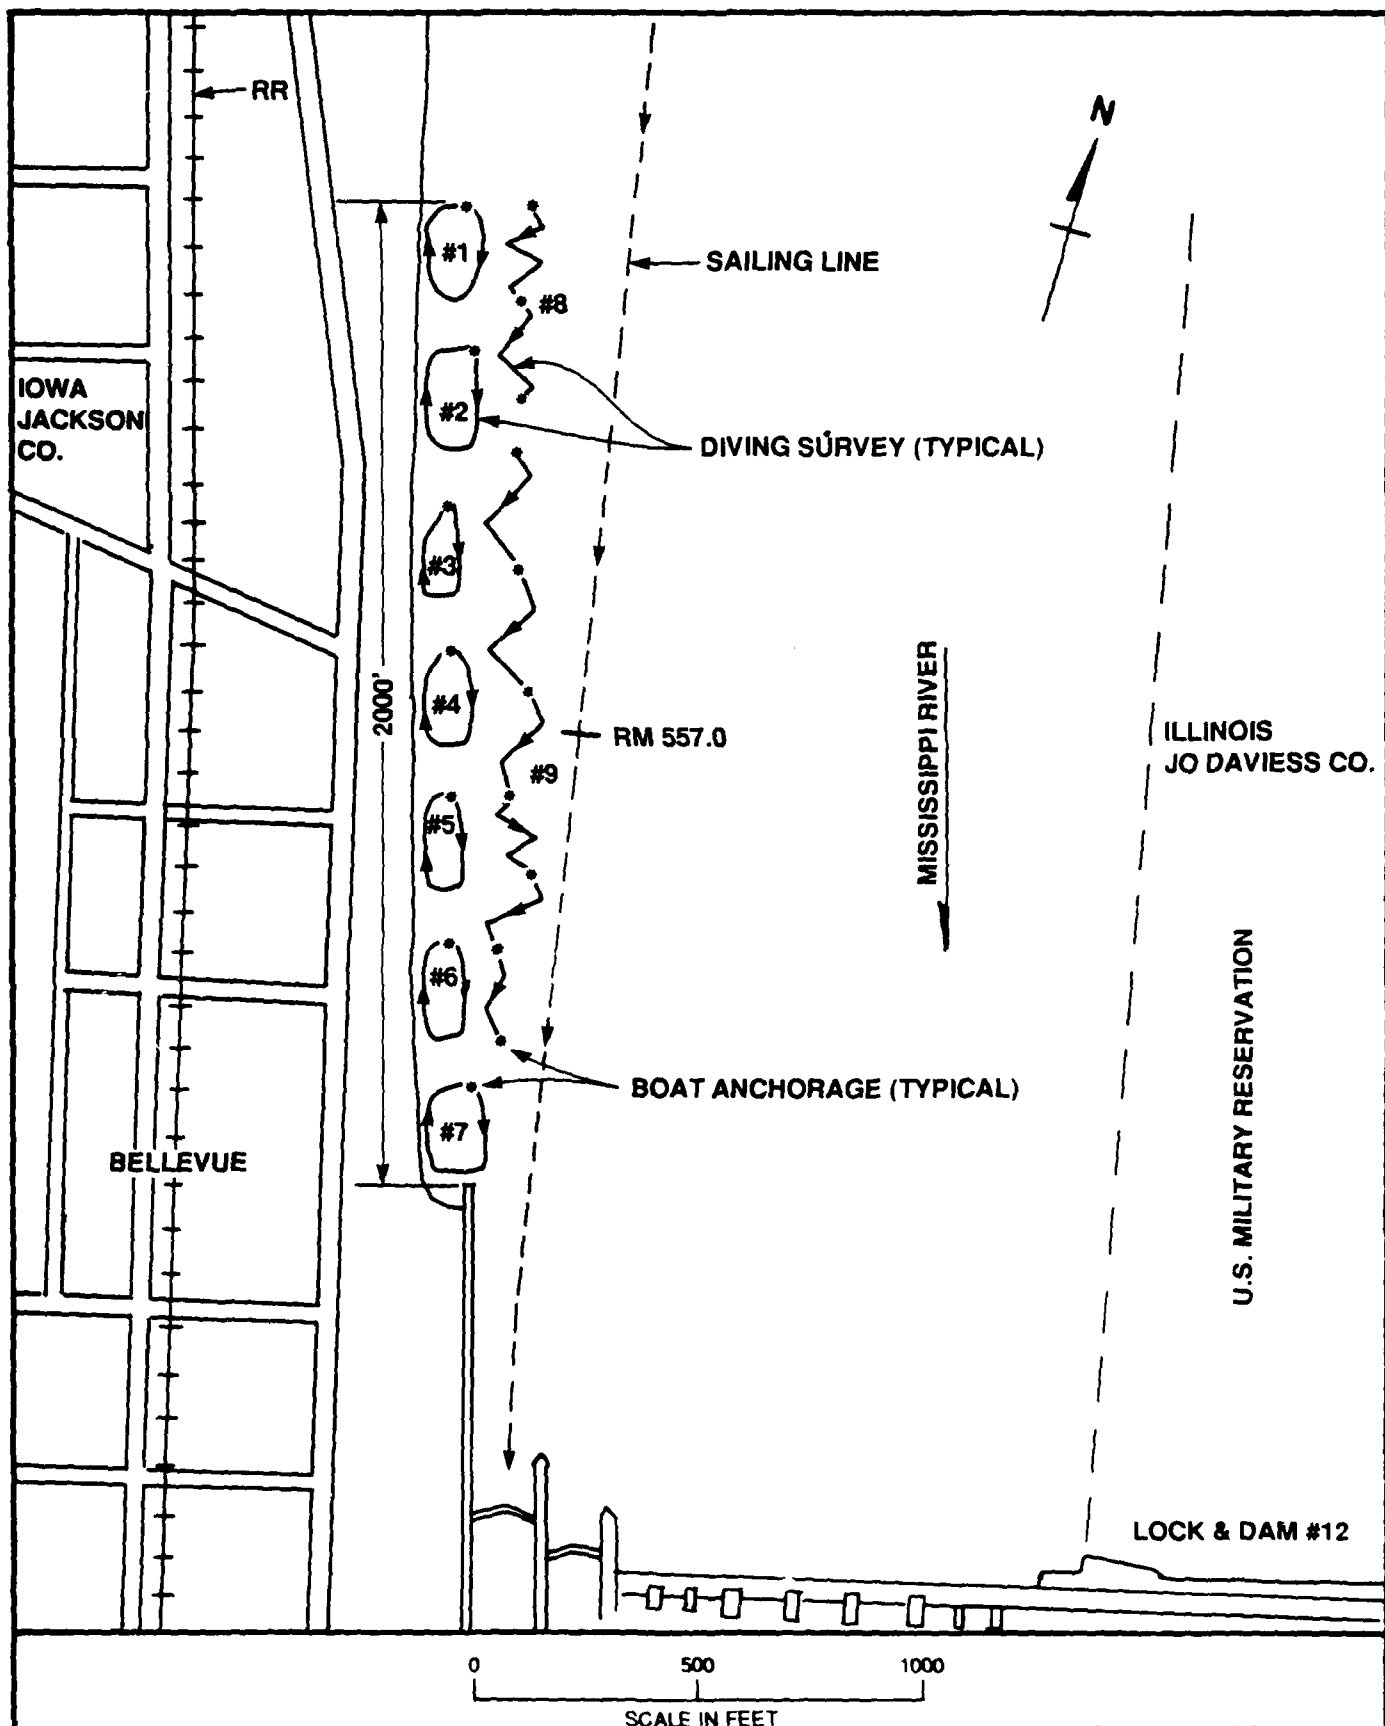 RR
N
#1
SAILING LINE
#8
#2
IOWA
JACKSON
CO.
DIVING SURVEY (TYPICAL)
#3
2000'
#4
RM 557.0
MISSISSIPPI RIVER
ILLINOIS
JO DAVIESS CO.
#9
#5
#6
U.S. MILITARY RESERVATION
BOAT ANCHORAGE (TYPICAL)
#7
BELLEVUE
LOCK & DAM #12
0 500 1000
SCALE IN FEET